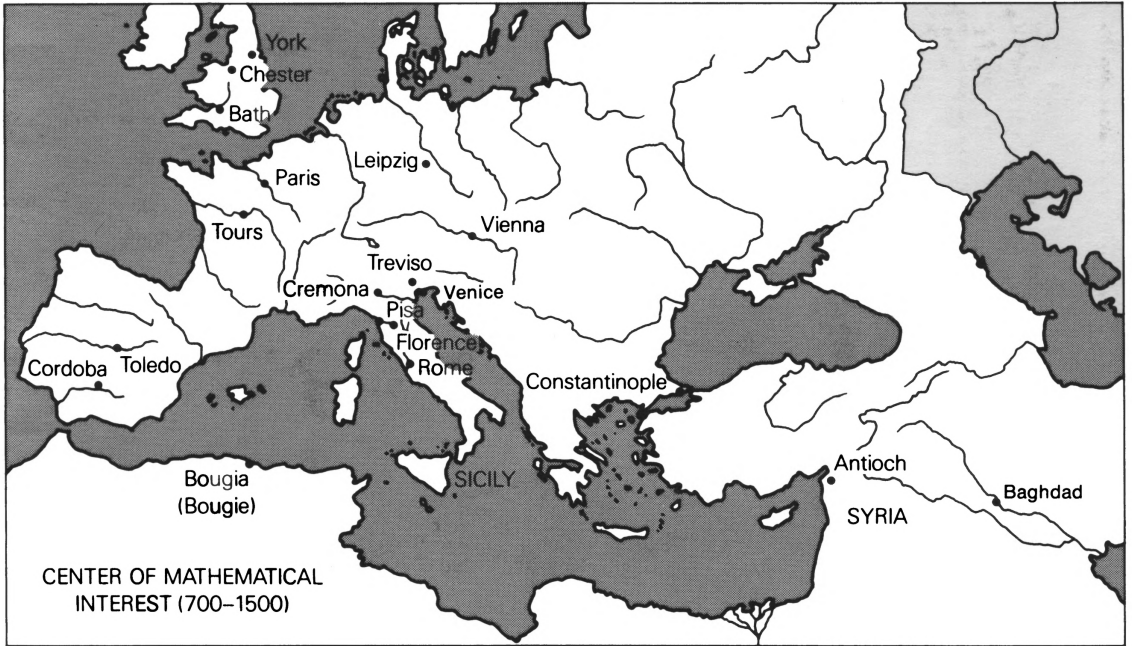 York
Chester
Bath
Leipzig
Paris
Tours
Vienna
Treviso
Cremona
Venice
Pisa
Florence
Rome
Toledo
Cordoba
Constantinople
Bougia
(Bougie)
SICILY
Antioch
Baghdad
SYRIA
CENTER OF MATHEMATICAL
INTEREST (700–1500)